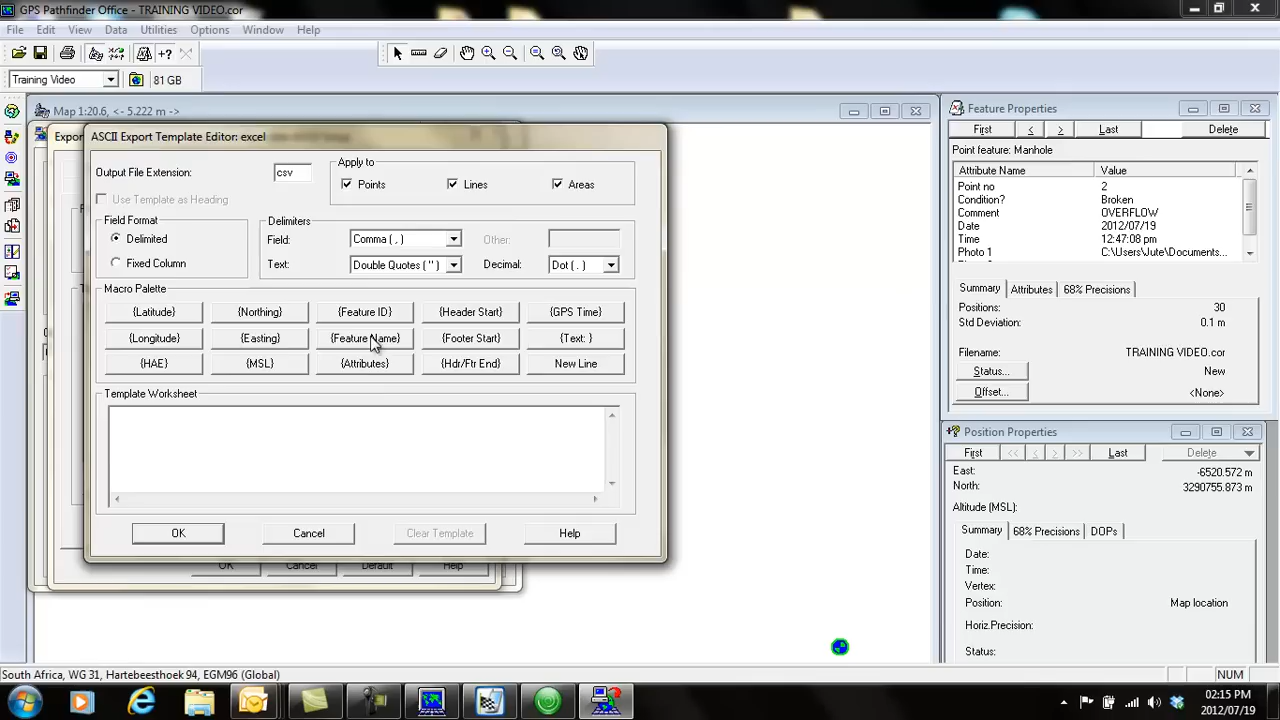 GPS Pathfinder Office - TRAINING VIDEO.cor
File Edit View Data Utilities Options Window Help
Training Video 81 GB
Map 1:20.6, <- 5.222 m ->
Expor
ASCII Export Template Editor: excel
Output File Extension: csv
Use Template as Heading
Apply to
Points Lines Areas
Field Format
Delimited
Fixed Column
Delimiters
Field: Comma ( , ) Other:
Text: Double Quotes ( " ) Decimal: Dot ( . )
Macro Palette
{Latitude} {Northing} {Feature ID} {Header Start} {GPS Time}
{Longitude} {Easting} {Feature Name} {Footer Start} {Text: }
{HAE} {MSL} {Attributes} {Hdr/Ftr End} New Line
Template Worksheet
OK Cancel Clear Template Help
OK Cancel Default Help
Feature Properties
First < > Last Delete
Point feature: Manhole
Attribute Name Value
Point no 2
Condition? Broken
Comment OVERFLOW
Date 2012/07/19
Time 12:47:08 pm
Photo 1 C:\Users\Jute\Documents...
Summary Attributes 68% Precisions
Positions: 30
Std Deviation: 0.1 m
Filename: TRAINING VIDEO.cor
Status... New
Offset... <None>
Position Properties
First << < > >> Last Delete
East: -6520.572 m
North: 3290755.873 m
Altitude (MSL):
Summary 68% Precisions DOPs
Date:
Time:
Vertex:
Position: Map location
Horiz.Precision:
Status:
South Africa, WG 31, Hartebeesthoek 94, EGM96 (Global) NUM
02:15 PM
2012/07/19